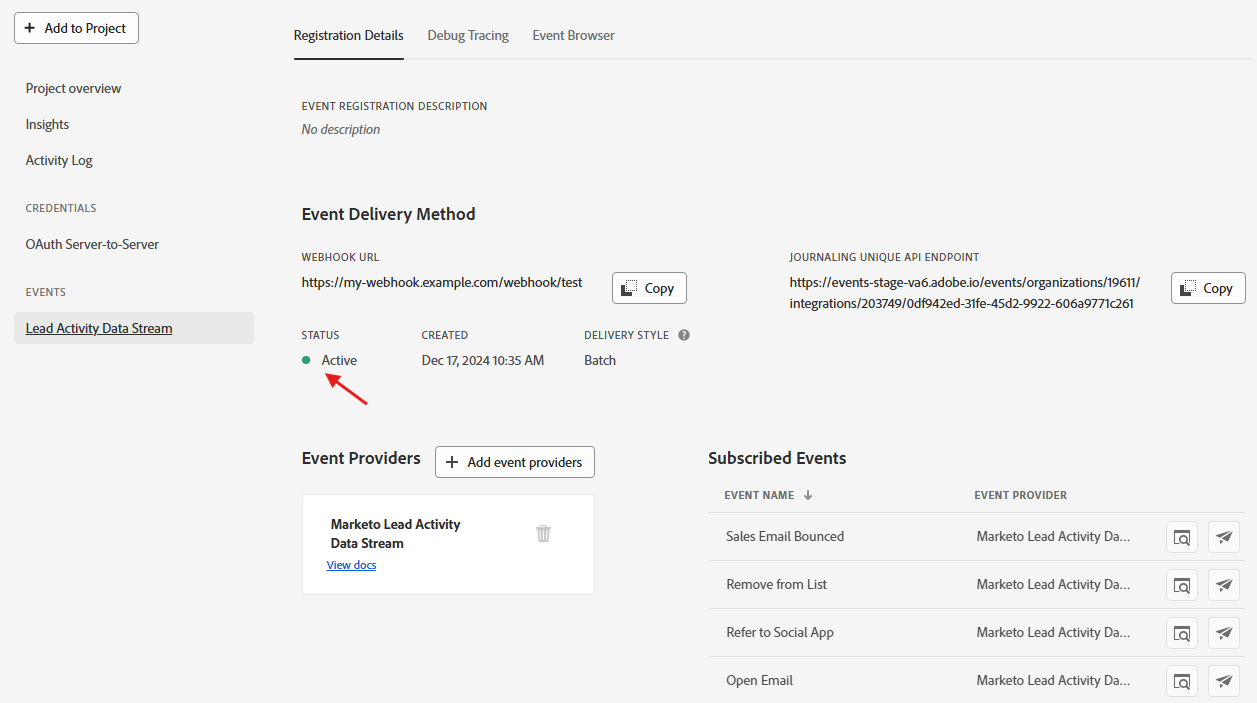 + Add to Project
Project overview
Insights
Activity Log
CREDENTIALS
OAuth Server-to-Server
EVENTS
Lead Activity Data Stream
Registration Details
Debug Tracing
Event Browser
EVENT REGISTRATION DESCRIPTION
No description
Event Delivery Method
WEBHOOK URL
https://my-webhook.example.com/webhook/test
Copy
JOURNALING UNIQUE API ENDPOINT
https://events-stage-va6.adobe.io/events/organizations/19611/
integrations/203749/0df942ed-31fe-45d2-9922-606a9771c261
Copy
STATUS
Active
CREATED
Dec 17, 2024 10:35 AM
DELIVERY STYLE ?
Batch
Event Providers
+ Add event providers
Marketo Lead Activity
Data Stream
View docs
Subscribed Events
EVENT NAME ↓ EVENT PROVIDER
Sales Email Bounced Marketo Lead Activity Da...
Remove from List Marketo Lead Activity Da...
Refer to Social App Marketo Lead Activity Da...
Open Email Marketo Lead Activity Da...